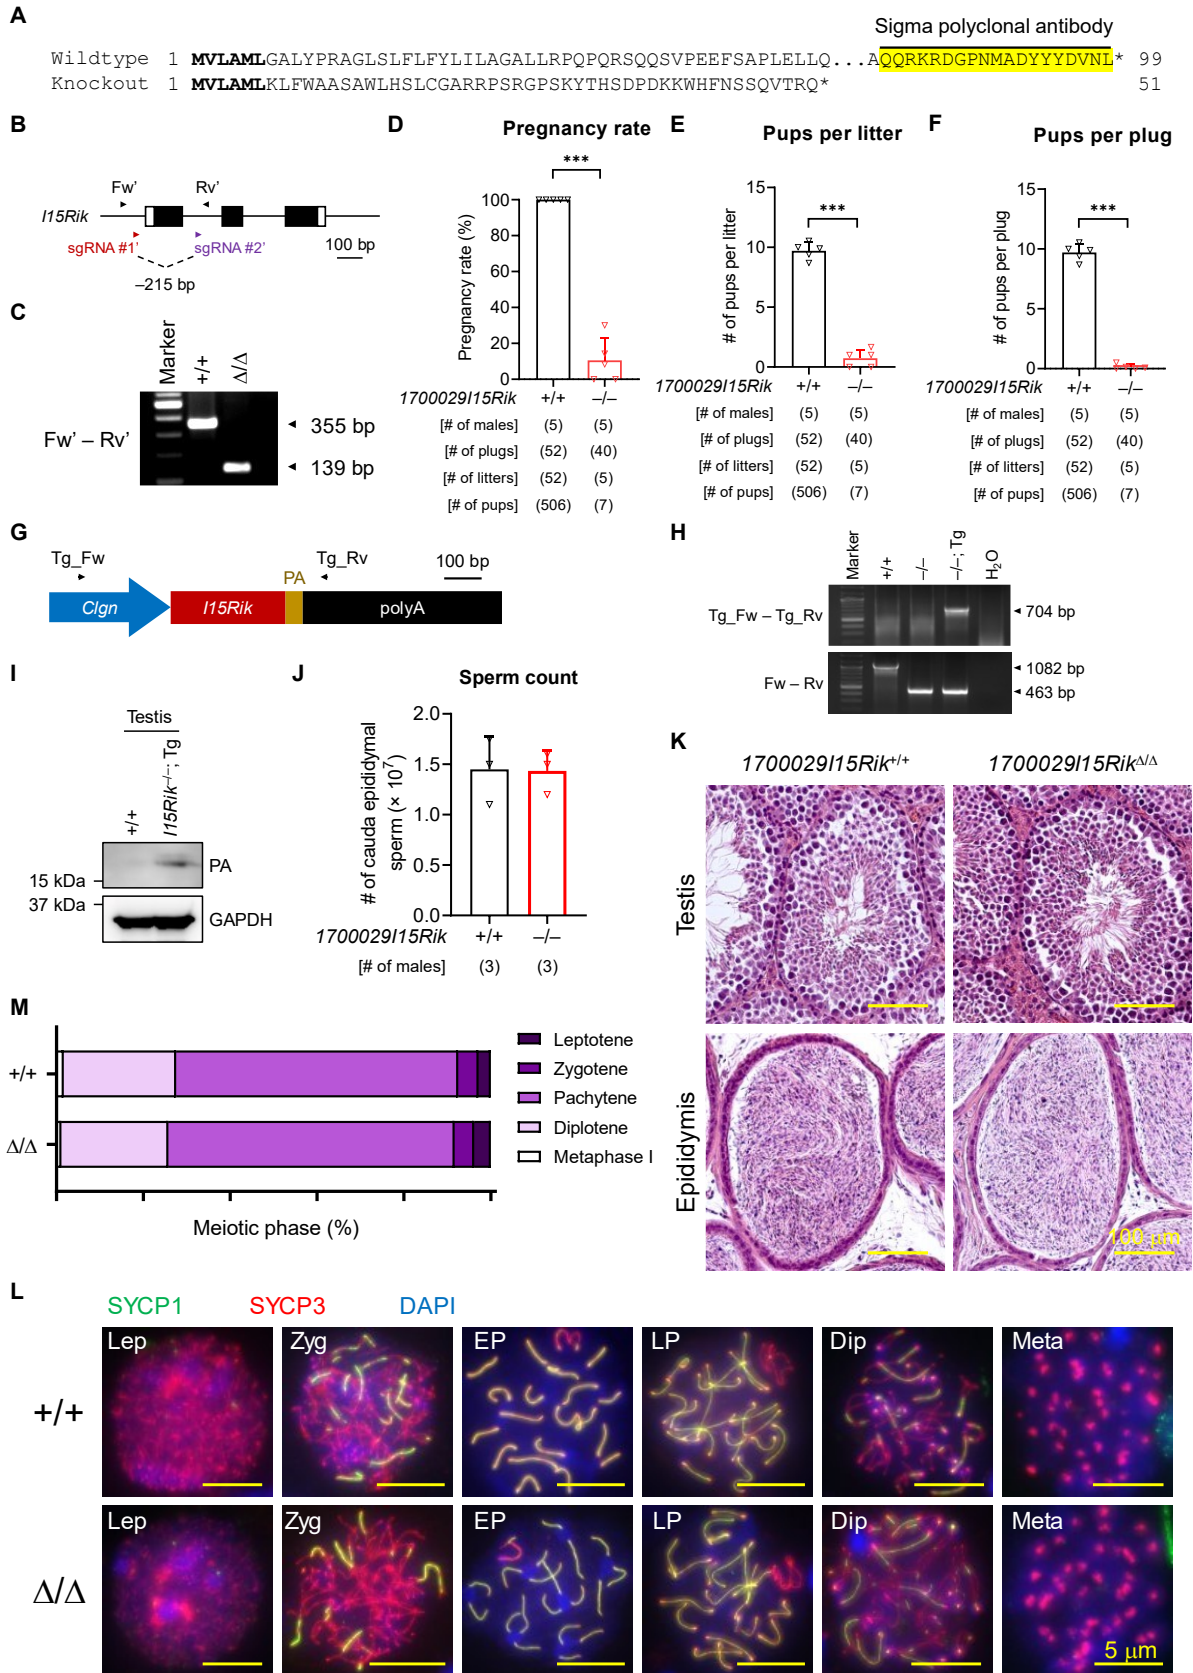 A
Sigma polyclonal antibody
Wildtype 1 MVLAMLGALYPRAGLSLFLFYLILAGALLRPQPQRSQQSVPEEFSAPLELLQ...AQQRKRDGPNMADYYYDVNL* 99
Knockout 1 MVLAMLKLFWAASAWLHSLCGARRPSRGPSKYTHSDPDKKWHFNSSQVTRQ* 51
B
Fw' Rv'
I15Rik
sgRNA #1' sgRNA #2'
100 bp
–215 bp
C
Marker +/+ Δ/Δ
Fw' – Rv'
355 bp
139 bp
D
Pregnancy rate
***
Pregnancy rate (%)
100
80
60
40
20
0
1700029I15Rik +/+ –/–
[# of males] (5) (5)
[# of plugs] (52) (40)
[# of litters] (52) (5)
[# of pups] (506) (7)
E
Pups per litter
***
# of pups per litter
15
10
5
0
1700029I15Rik +/+ –/–
[# of males] (5) (5)
[# of plugs] (52) (40)
[# of litters] (52) (5)
[# of pups] (506) (7)
F
Pups per plug
***
# of pups per plug
15
10
5
0
1700029I15Rik +/+ –/–
[# of males] (5) (5)
[# of plugs] (52) (40)
[# of litters] (52) (5)
[# of pups] (506) (7)
G
Tg_Fw Tg_Rv 100 bp
PA
Clgn I15Rik polyA
H
Marker +/+ –/– –/–; Tg H₂O
Tg_Fw – Tg_Rv 704 bp
Fw – Rv 1082 bp
463 bp
I
Testis
+/+ I15Rik–/–; Tg
PA
15 kDa
37 kDa
GAPDH
J
Sperm count
# of cauda epididymal
sperm (× 10⁷)
2.0
1.5
1.0
0.5
0.0
1700029I15Rik +/+ –/–
[# of males] (3) (3)
K
1700029I15Rik+/+ 1700029I15RikΔ/Δ
Testis
Epididymis
100 μm
M
+/+
Δ/Δ
Meiotic phase (%)
Leptotene
Zygotene
Pachytene
Diplotene
Metaphase I
L
SYCP1 SYCP3 DAPI
+/+
Lep Zyg EP LP Dip Meta
Δ/Δ
Lep Zyg EP LP Dip Meta
5 μm